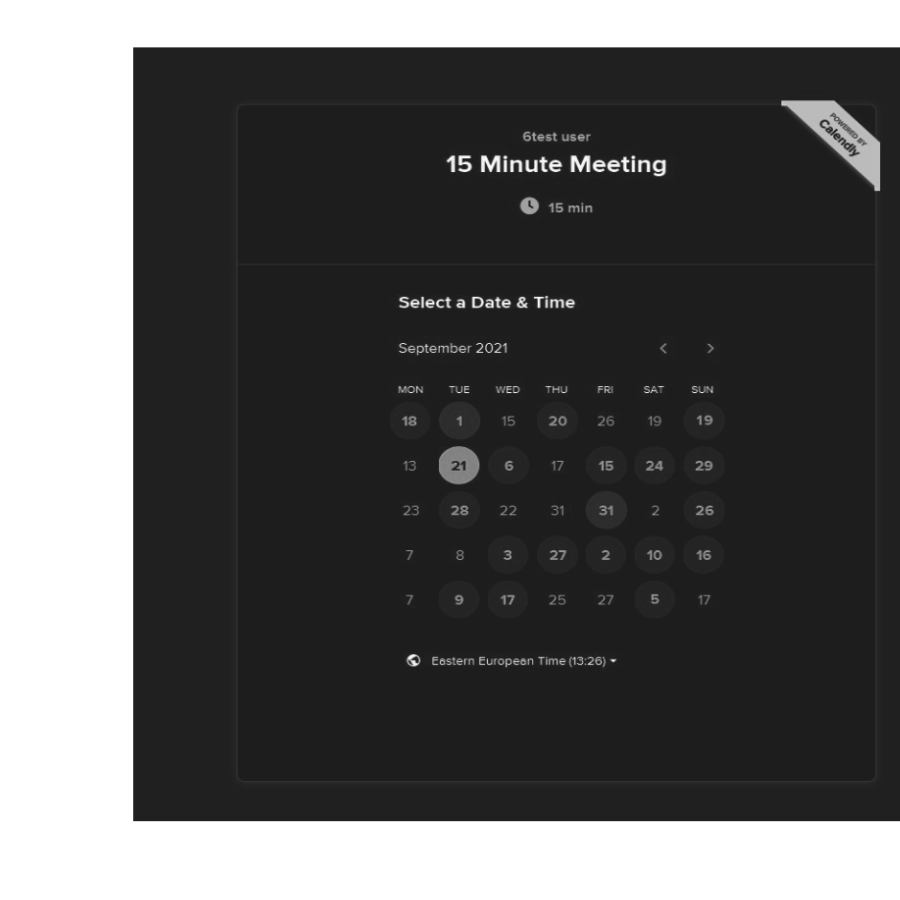 POWERED BY
Calendly
6test user
15 Minute Meeting
15 min
Select a Date & Time
September 2021
MON TUE WED THU FRI SAT SUN
18 1 15 20 26 19 19
13 21 6 17 15 24 29
23 28 22 31 31 2 26
7 8 3 27 2 10 16
7 9 17 25 27 5 17
Eastern European Time (13:26)